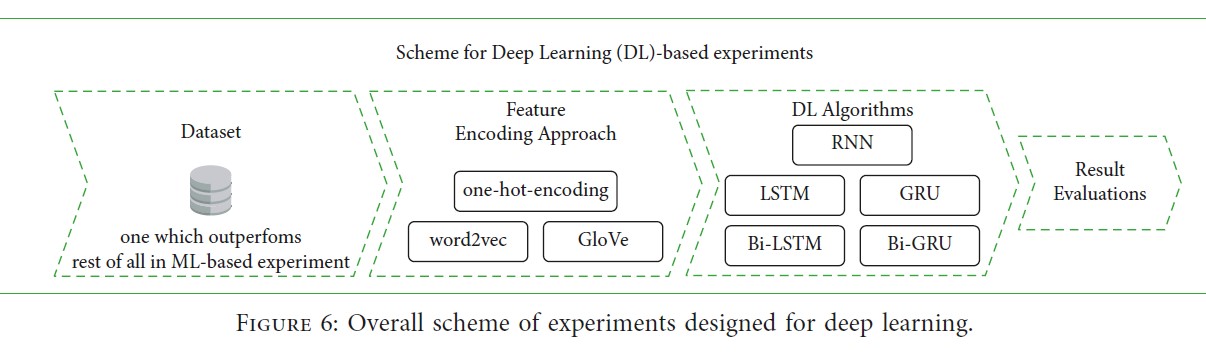 Scheme for Deep Learning (DL)-based experiments
Dataset
one which outperfoms
rest of all in ML-based experiment
Feature
Encoding Approach
one-hot-encoding
word2vec
GloVe
DL Algorithms
RNN
LSTM
GRU
Bi-LSTM
Bi-GRU
Result
Evaluations
FIGURE 6: Overall scheme of experiments designed for deep learning.